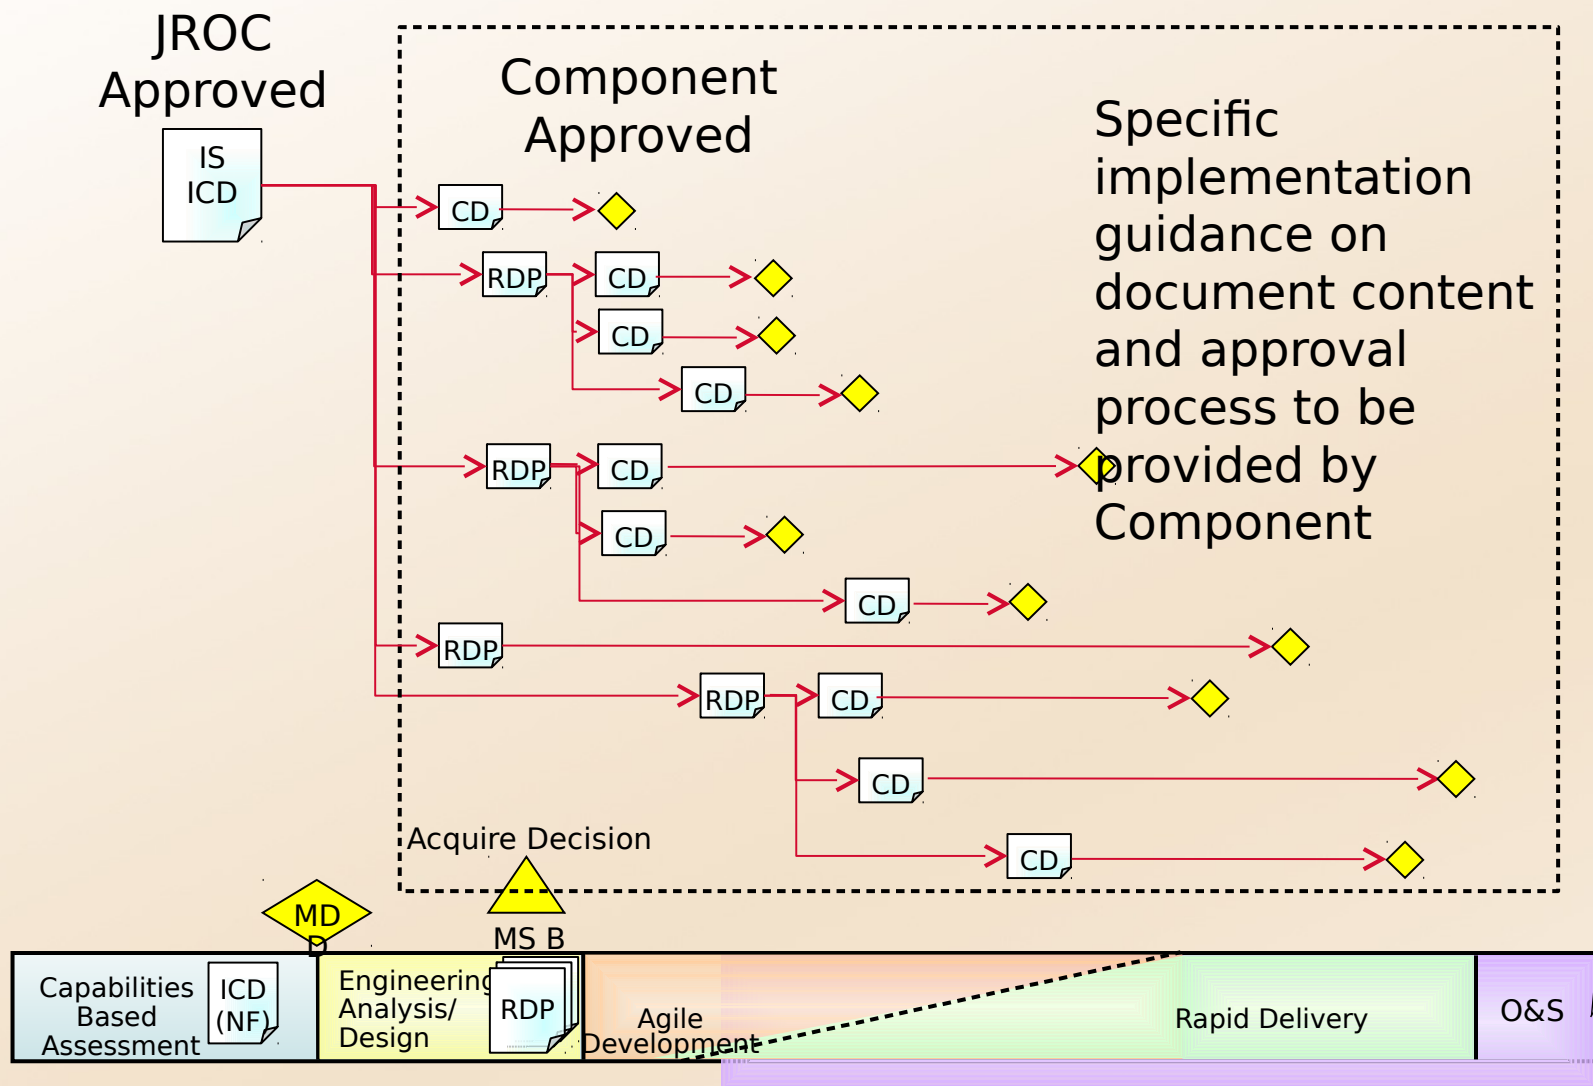 JROC
Approved
IS
ICD
Component
Approved
Specific
implementation
guidance on
document content
and approval
process to be
provided by
Component
CD
RDP
CD
CD
CD
RDP
CD
CD
CD
RDP
RDP
CD
CD
CD
Acquire Decision
MD
D
MS B
Capabilities
Based
Assessment
ICD
(NF)
Engineering
Analysis/
Design
RDP
Agile
Development
Rapid Delivery
O&S